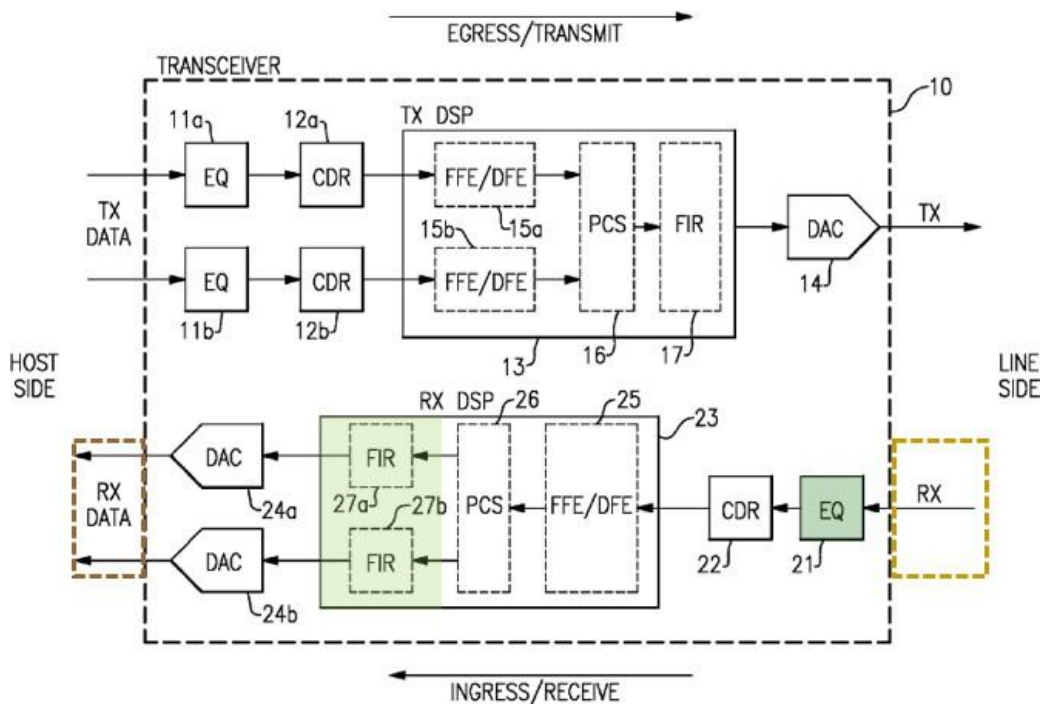 EGRESS/TRANSMIT
TRANSCEIVER
10
11a
12a
TX DSP
EQ
CDR
FFE/DFE
15b
15a
PCS
FIR
DAC
TX
TX
DATA
14
EQ
CDR
FFE/DFE
11b
12b
13
16
17
HOST
SIDE
LINE
SIDE
RX DSP
26
25
23
DAC
FIR
RX
DATA
24a
27a
27b
PCS
FFE/DFE
CDR
EQ
RX
DAC
FIR
22
21
24b
INGRESS/RECEIVE